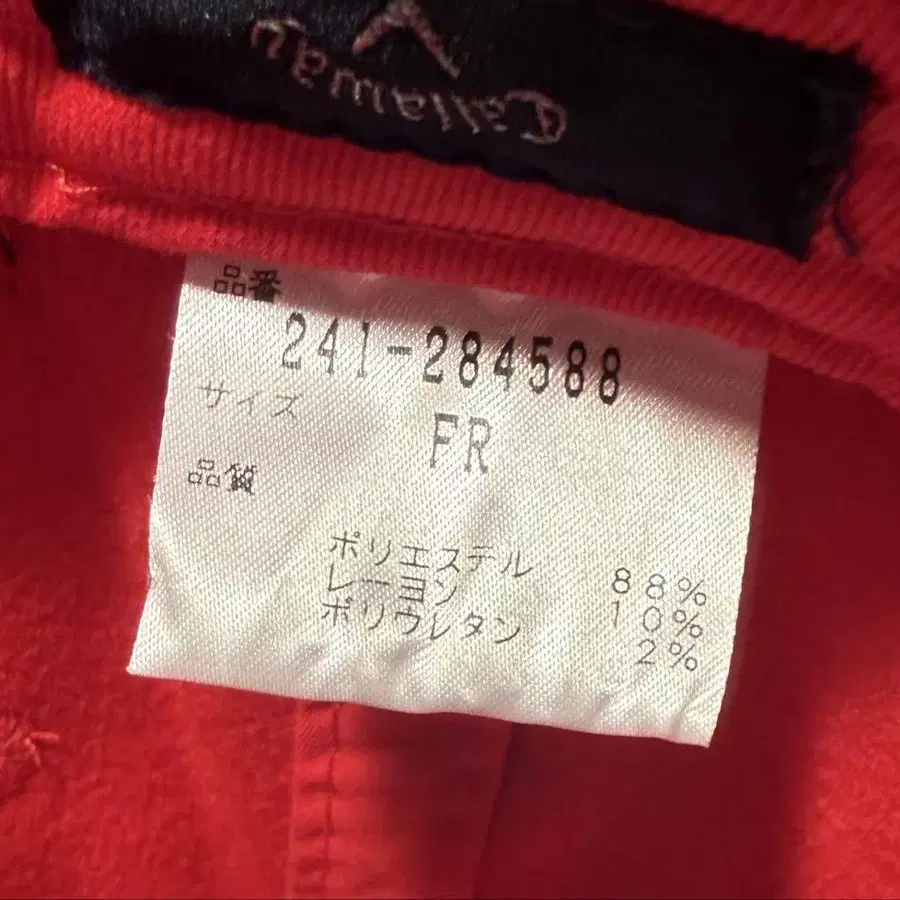 Callaway
品番
241-284588
サイズ
FR
品質
ポリエステル 88%
レーヨン 10%
ポリウレタン 2%